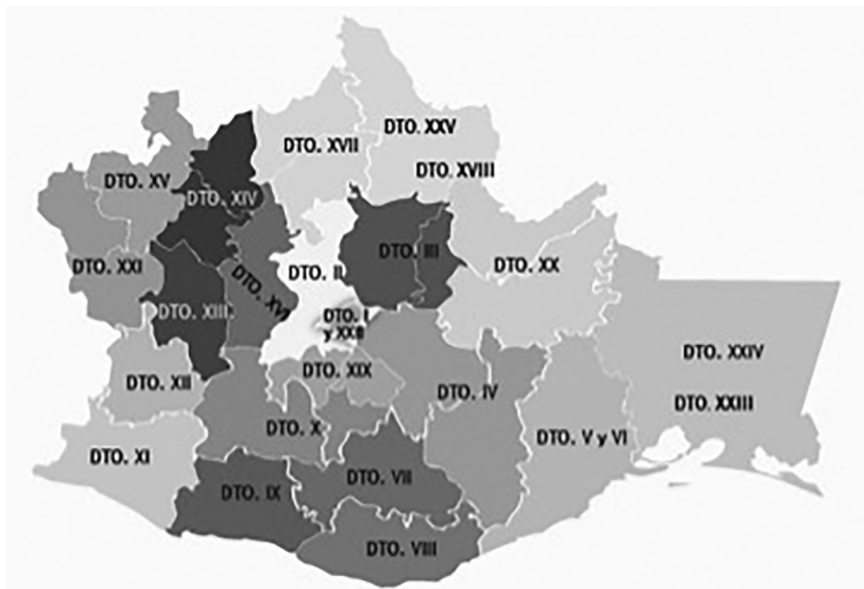 DTO. XXV
DTO. XVII
DTO. XVIII
DTO. XV
DTO. XIV
DTO. III
DTO. XXI
DTO. II
DTO. XX
DTO. XVI
DTO. XIII
DTO. I
y XXII
DTO. XXIV
DTO. XIX
DTO. XII
DTO. IV
DTO. XXIII
DTO. X
DTO. V y VI
DTO. XI
DTO. VII
DTO. IX
DTO. VIII